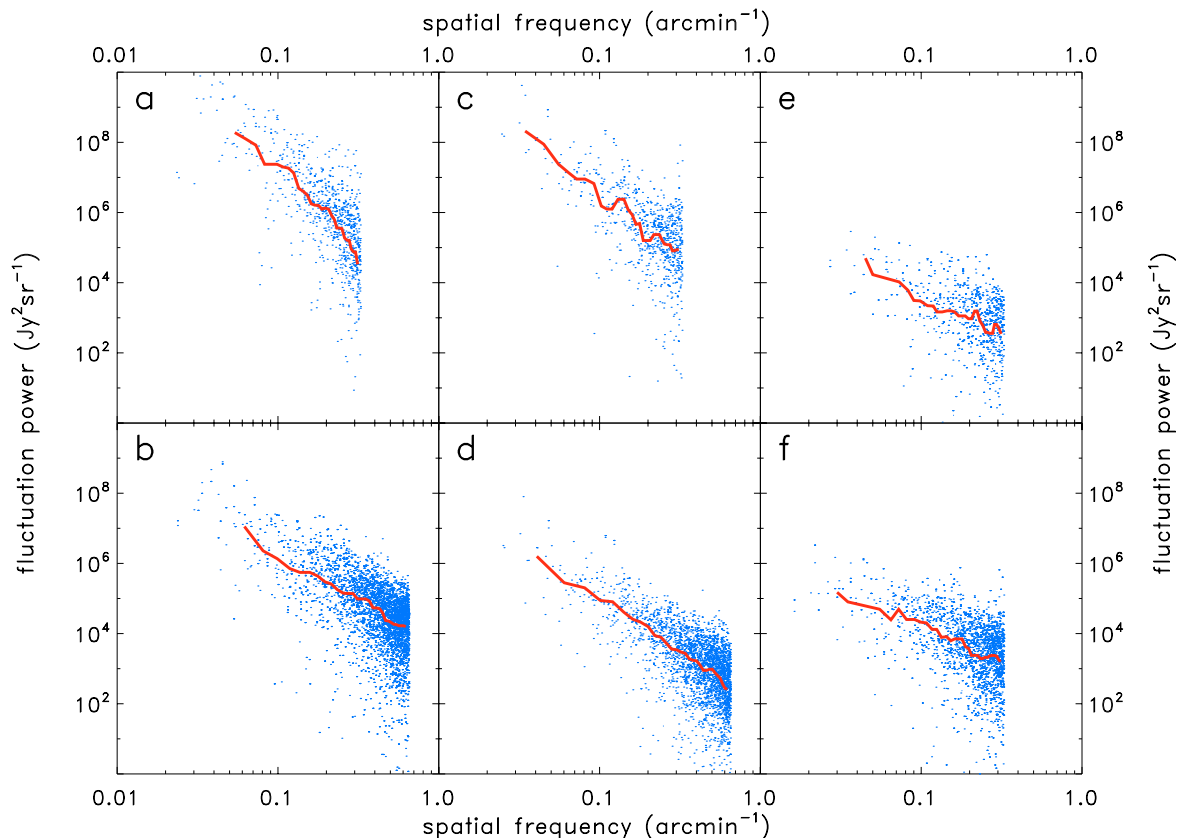 spatial frequency (arcmin⁻¹)
0.01 0.1 1.0 0.1 1.0 0.1 1.0
a c e
10⁸ 10⁸
10⁶ 10⁶
10⁴ 10⁴
10² 10²
fluctuation power (Jy²sr⁻¹)
fluctuation power (Jy²sr⁻¹)
b d f
10⁸ 10⁸
10⁶ 10⁶
10⁴ 10⁴
10² 10²
0.01 0.1 1.0 0.1 1.0 0.1 1.0
spatial frequency (arcmin⁻¹)